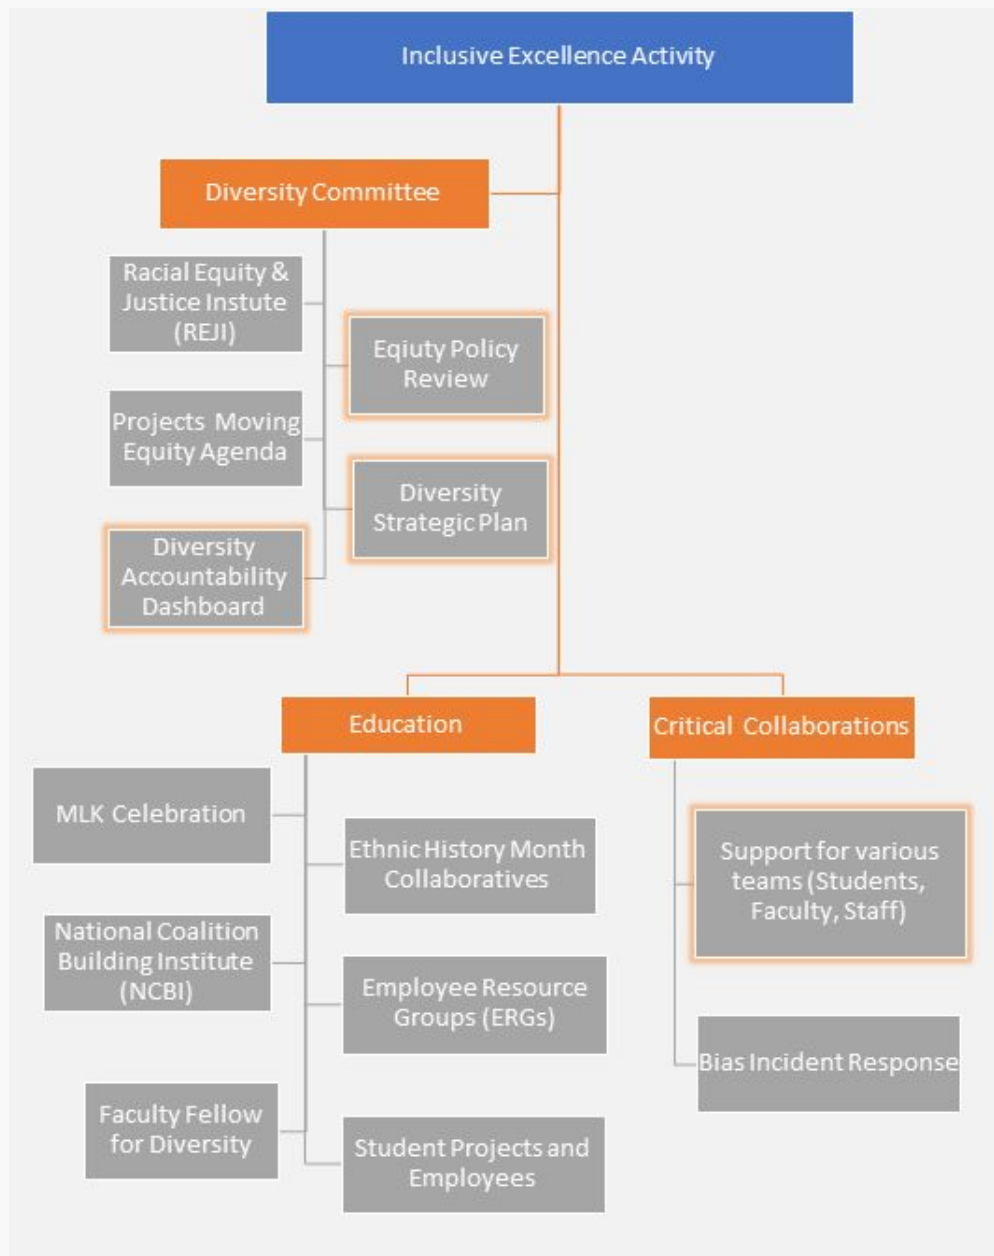 Inclusive Excellence Activity
Diversity Committee
Racial Equity &
Justice Instute
(REJI)
Eqiuty Policy
Review
Projects Moving
Equity Agenda
Diversity
Strategic Plan
Diversity
Accountability
Dashboard
Education
MLK Celebration
Ethnic History Month
Collaboratives
National Coalition
Building Institute
(NCBI)
Employee Resource
Groups (ERGs)
Faculty Fellow
for Diversity
Student Projects and
Employees
Critical Collaborations
Support for various
teams (Students,
Faculty, Staff)
Bias Incident Response